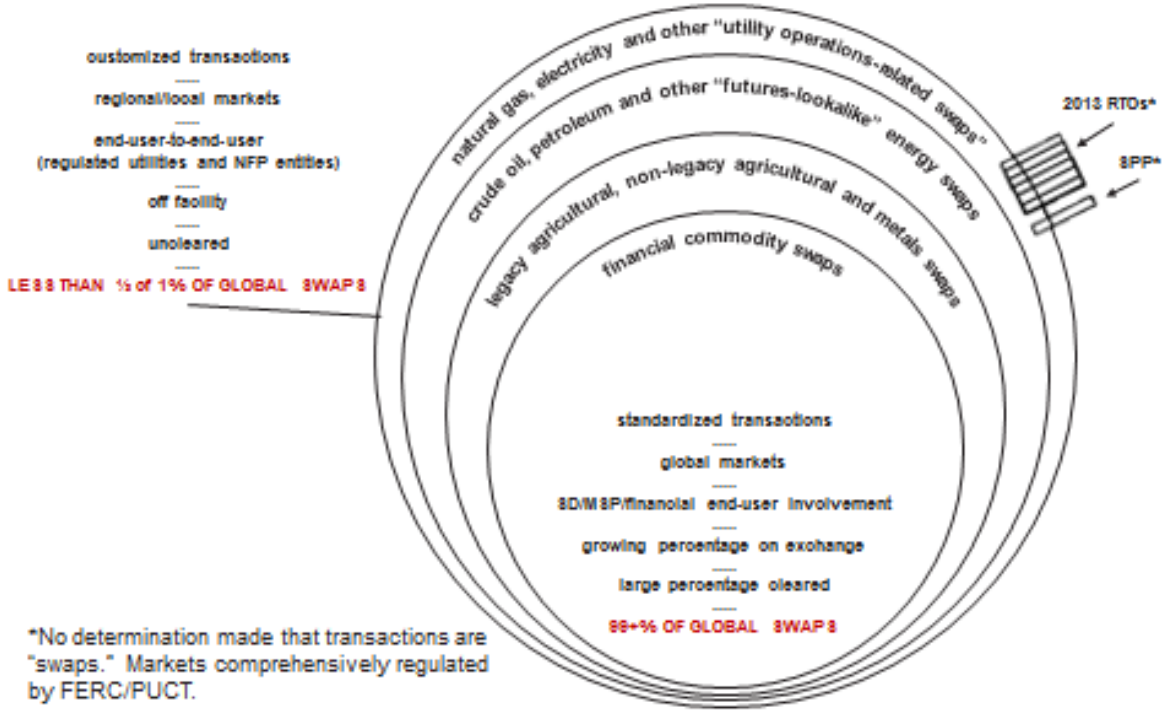 customized transactions
-----
regional/local markets
-----
end-user-to-end-user
(regulated utilities and NFP entities)
-----
off facility
-----
uncleared
-----
LESS THAN of 1% OF GLOBAL SWAPS
natural gas, electricity and other "utility operations-related swaps"
crude oil, petroleum and other "futures-lookalike" energy swaps
legacy agricultural, non-legacy agricultural and metals swaps
financial commodity swaps
2013 RTOs*
SPP*
standardized transactions
-----
global markets
-----
SD/MSP/financial end-user involvement
-----
growing percentage on exchange
-----
large percentage cleared
-----
99+% OF GLOBAL SWAPS
*No determination made that transactions are
"swaps." Markets comprehensively regulated
by FERC/PUCT.